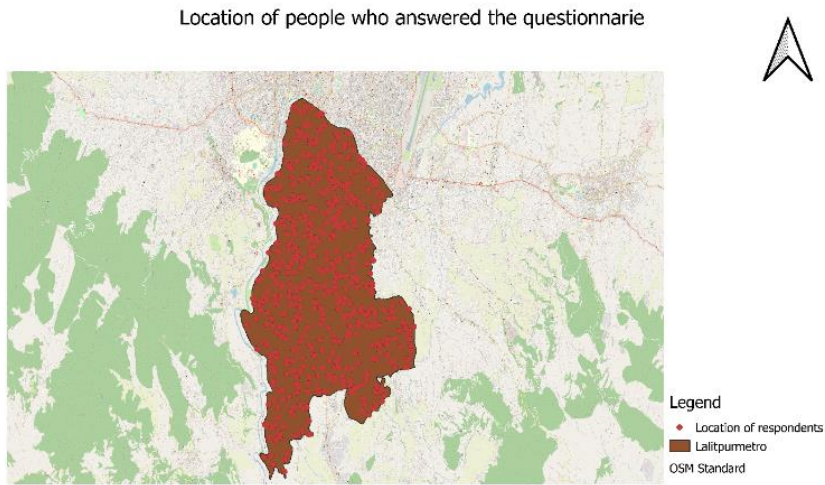 Location of people who answered the questionnarie
Legend
Location of respondents
Lalitpurmetro
OSM Standard